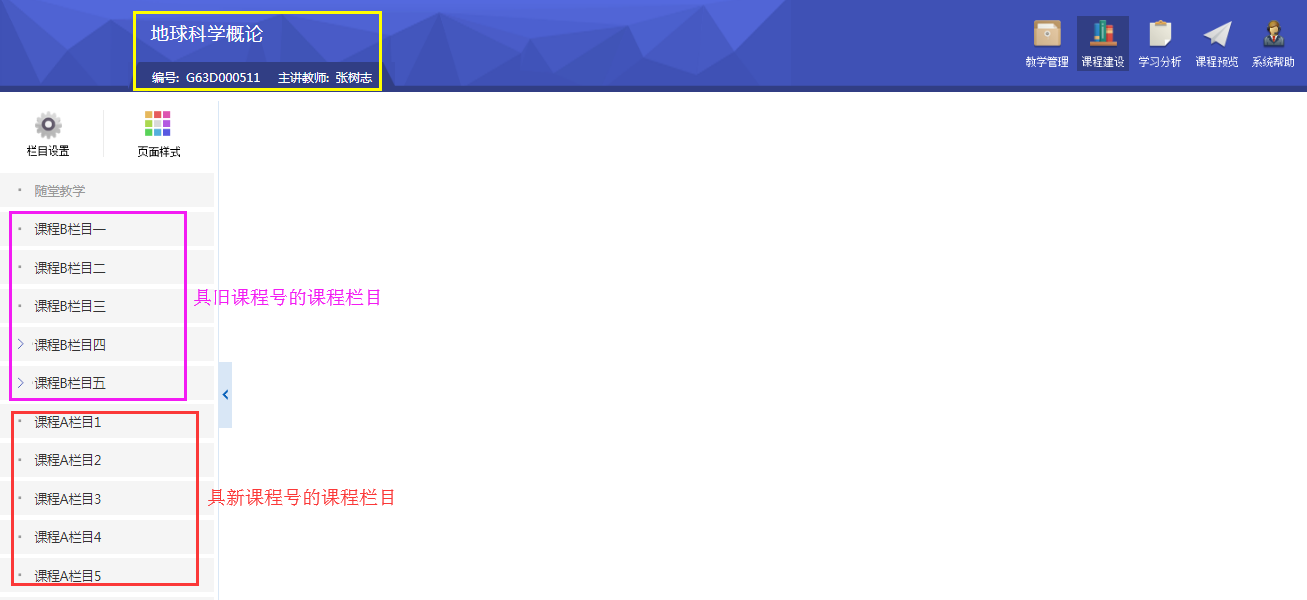 地球科学概论
编号: G63D000511 主讲教师: 张树志
教学管理 课程建设 学习分析 课程预览 系统帮助
栏目设置 页面样式
随堂教学
课程B栏目一
课程B栏目二
课程B栏目三
课程B栏目四
课程B栏目五
具旧课程号的课程栏目
课程A栏目1
课程A栏目2
课程A栏目3
课程A栏目4
课程A栏目5
具新课程号的课程栏目